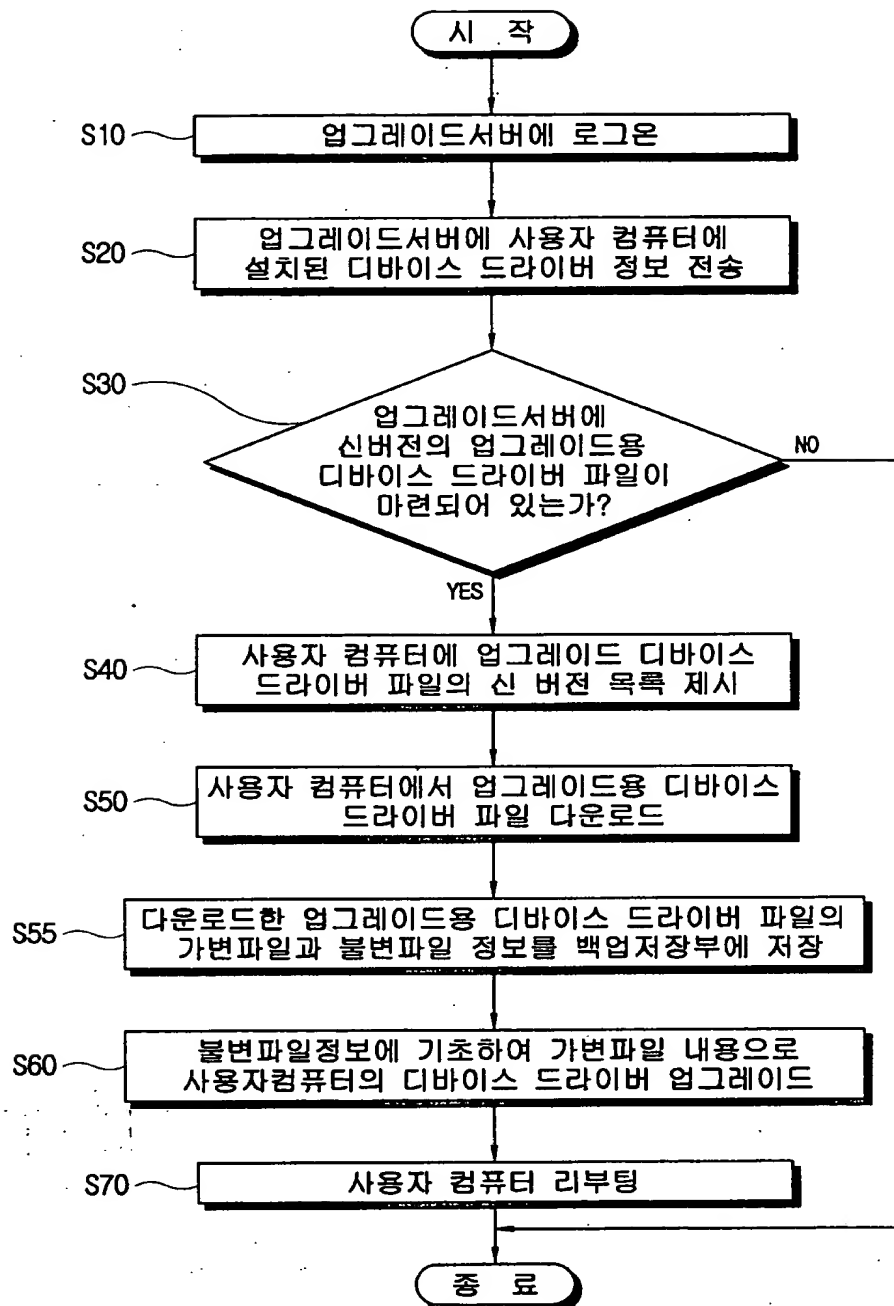 시 작
S10
업그레이드서버에 로그온
S20
업그레이드서버에 사용자 컴퓨터에
설치된 디바이스 드라이버 정보 전송
S30
업그레이드서버에
신버전의 업그레이드용
디바이스 드라이버 파일이
마련되어 있는가?
NO
YES
S40
사용자 컴퓨터에 업그레이드 디바이스
드라이버 파일의 신 버전 목록 제시
S50
사용자 컴퓨터에서 업그레이드용 디바이스
드라이버 파일 다운로드
S55
다운로드한 업그레이드용 디바이스 드라이버 파일의
가변파일과 불변파일 정보를 백업저장부에 저장
S60
불변파일정보에 기초하여 가변파일 내용으로
사용자컴퓨터의 디바이스 드라이버 업그레이드
S70
사용자 컴퓨터 리부팅
종 료